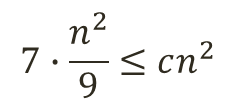 7 · n²/9 ≤ cn²